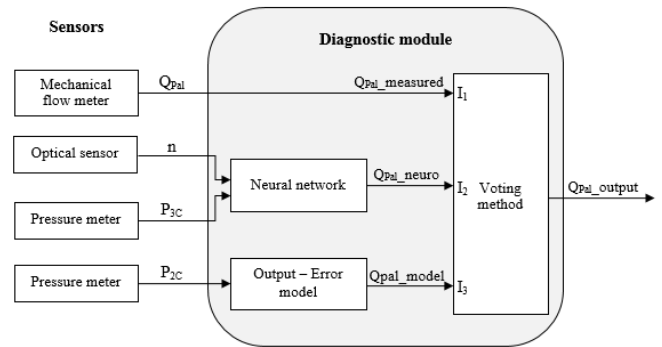 Sensors
Diagnostic module
Mechanical
flow meter
QPal
QPal_measured
I1
Optical sensor
n
Neural network
QPal_neuro
I2
Voting
method
QPal_output
Pressure meter
P3C
Pressure meter
P2C
Output – Error
model
Qpal_model
I3